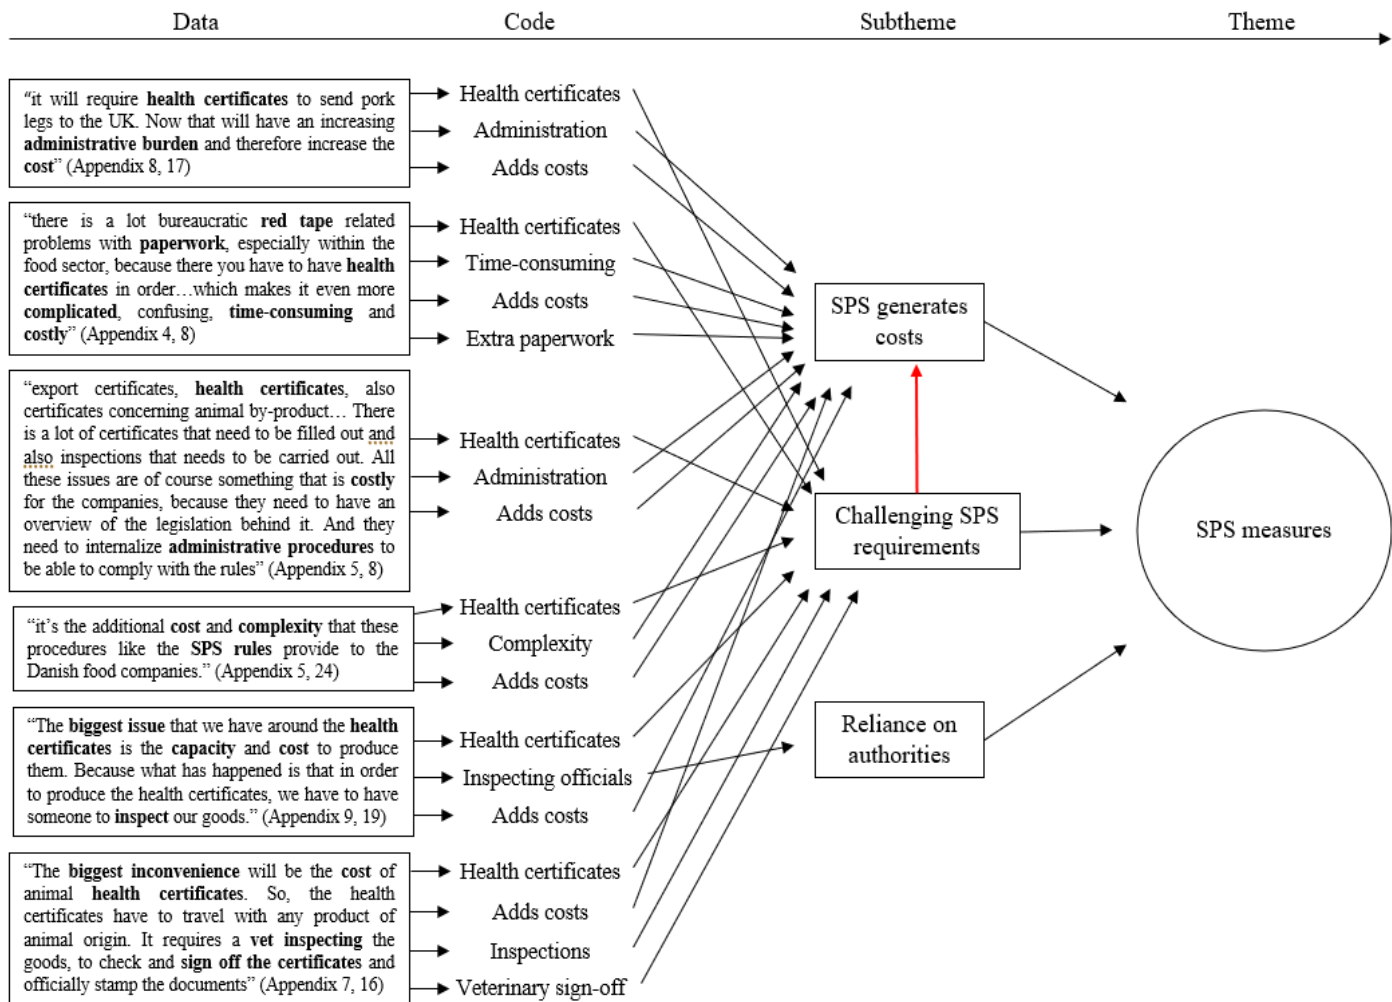 Data Code Subtheme Theme
“it will require health certificates to send pork
legs to the UK. Now that will have an increasing
administrative burden and therefore increase the
cost” (Appendix 8, 17)
Health certificates
Administration
Adds costs
“there is a lot bureaucratic red tape related
problems with paperwork, especially within the
food sector, because there you have to have health
certificates in order…which makes it even more
complicated, confusing, time-consuming and
costly” (Appendix 4, 8)
Health certificates
Time-consuming
Adds costs
Extra paperwork
“export certificates, health certificates, also
certificates concerning animal by-product… There
is a lot of certificates that need to be filled out and
also inspections that needs to be carried out. All
these issues are of course something that is costly
for the companies, because they need to have an
overview of the legislation behind it. And they
need to internalize administrative procedures to
be able to comply with the rules” (Appendix 5, 8)
Health certificates
Administration
Adds costs
“it’s the additional cost and complexity that these
procedures like the SPS rules provide to the
Danish food companies.” (Appendix 5, 24)
Health certificates
Complexity
Adds costs
“The biggest issue that we have around the health
certificates is the capacity and cost to produce
them. Because what has happened is that in order
to produce the health certificates, we have to have
someone to inspect our goods.” (Appendix 9, 19)
Health certificates
Inspecting officials
Adds costs
“The biggest inconvenience will be the cost of
animal health certificates. So, the health
certificates have to travel with any product of
animal origin. It requires a vet inspecting the
goods, to check and sign off the certificates and
officially stamp the documents” (Appendix 7, 16)
Health certificates
Adds costs
Inspections
Veterinary sign-off
SPS generates
costs
Challenging SPS
requirements
Reliance on
authorities
SPS measures